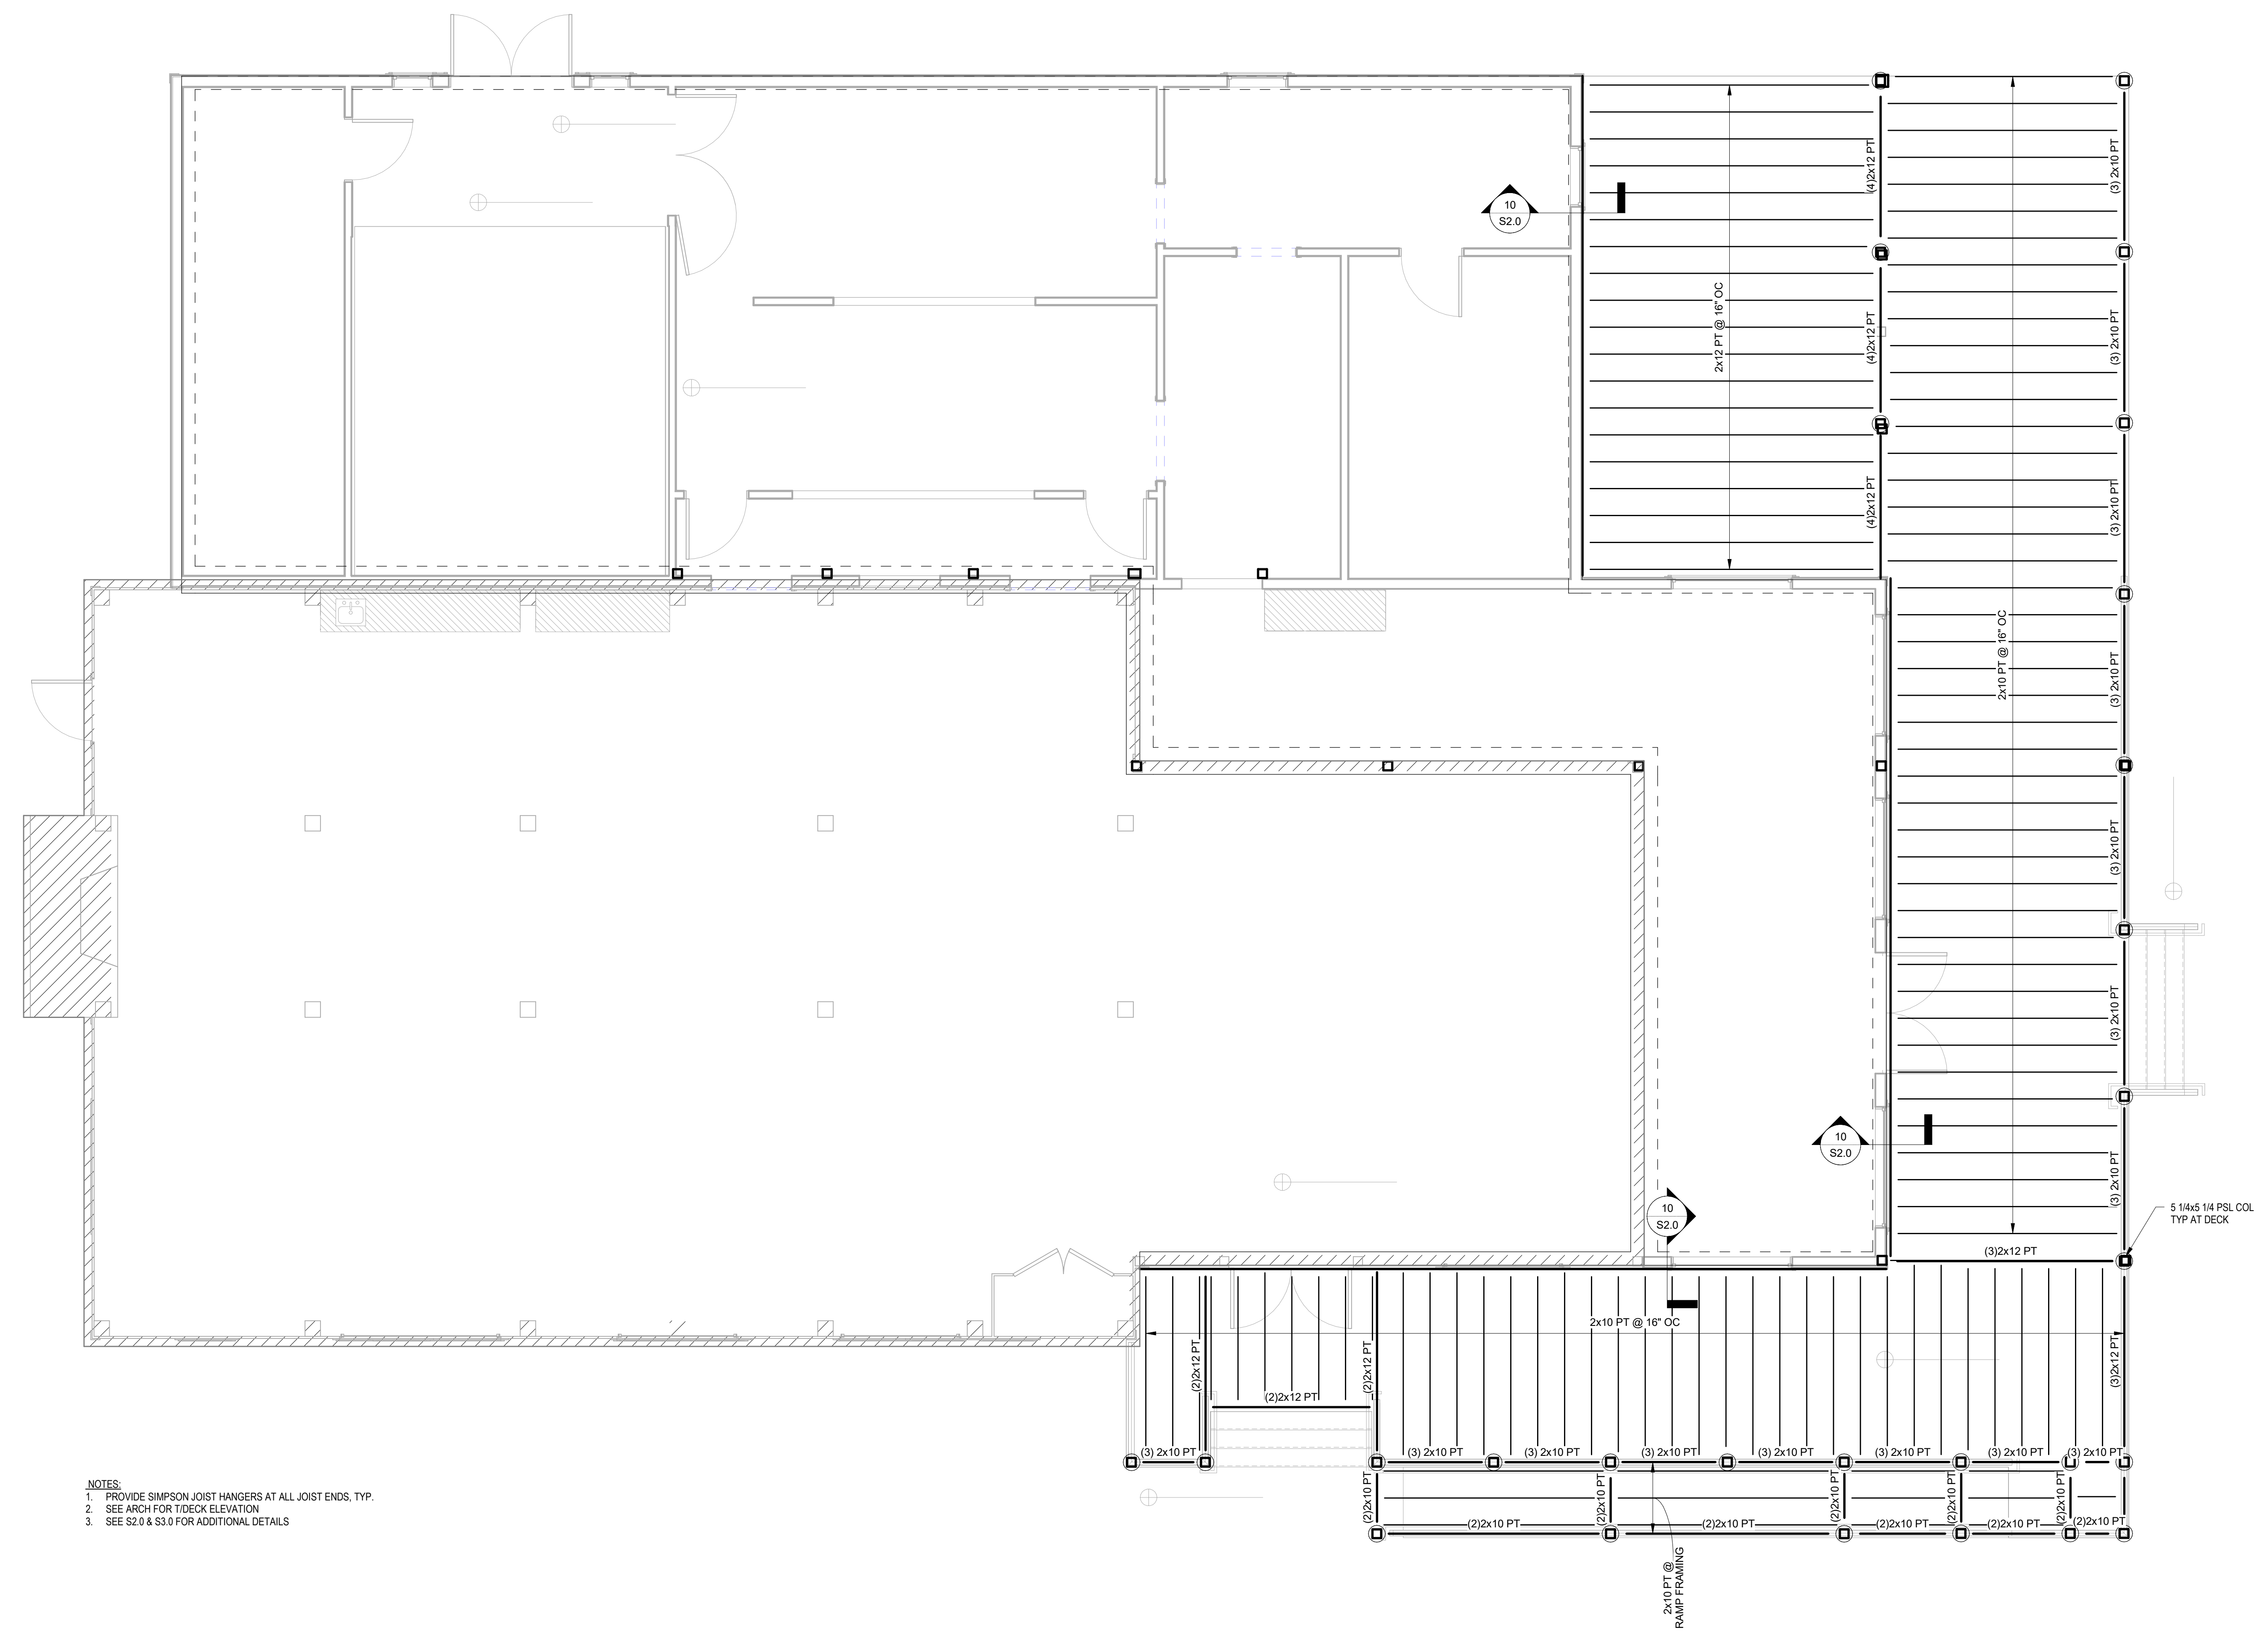 10
S2.0
(4)2x12 PT
(3) 2x10 PT
2x12 PT @ 16" OC
(4)2x12 PT
(3) 2x10 PT
(4)2x12 PT
(3) 2x10 PT
2x10 PT @ 16" OC
(3) 2x10 PT
(3) 2x10 PT
(3) 2x10 PT
10
S2.0
(3) 2x10 PT
10
S2.0
5 1/4x5 1/4 PSL COL
TYP AT DECK
(3)2x12 PT
2x10 PT @ 16" OC
(2)2x12 PT
(2)2x12 PT
(3)2x12 PT
(2)2x12 PT
(3) 2x10 PT
(3) 2x10 PT
(3) 2x10 PT
(3) 2x10 PT
(3) 2x10 PT
(3) 2x10 PT
(3) 2x10 PT
(3) 2x10 PT
(2)2x10 PT
(2)2x10 PT
(2)2x10 PT
(2)2x10 PT
(2)2x10 PT
(2)2x10 PT
(2)2x10 PT
(2)2x10 PT
(2)2x10 PT
(2)2x10 PT
2x10 PT @
RAMP FRAMING
NOTES:
1. PROVIDE SIMPSON JOIST HANGERS AT ALL JOIST ENDS, TYP.
2. SEE ARCH FOR T/DECK ELEVATION
3. SEE S2.0 & S3.0 FOR ADDITIONAL DETAILS